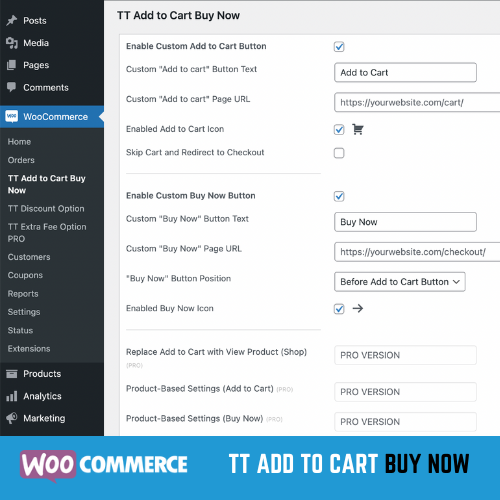 TT Add to Cart Buy Now
Posts
Media
Pages
Comments
Woo WooCommerce
Home
Orders
TT Add to Cart Buy
Now
TT Discount Option
TT Extra Fee Option
PRO
Customers
Coupons
Reports
Settings
Status
Extensions
Products
Analytics
Marketing
Enable Custom Add to Cart Button
Custom "Add to cart" Button Text
Add to Cart
Custom "Add to cart" Page URL
https://yourwebsite.com/cart/
Enabled Add to Cart Icon
Skip Cart and Redirect to Checkout
Enable Custom Buy Now Button
Custom "Buy Now" Button Text
Buy Now
Custom "Buy Now" Page URL
https://yourwebsite.com/checkout/
"Buy Now" Button Position
Before Add to Cart Button
Enabled Buy Now Icon
Replace Add to Cart with View Product (Shop)
(PRO)
PRO VERSION
Product-Based Settings (Add to Cart) (PRO)
PRO VERSION
Product-Based Settings (Buy Now) (PRO)
PRO VERSION
WOO COMMERCE
TT ADD TO CART BUY NOW